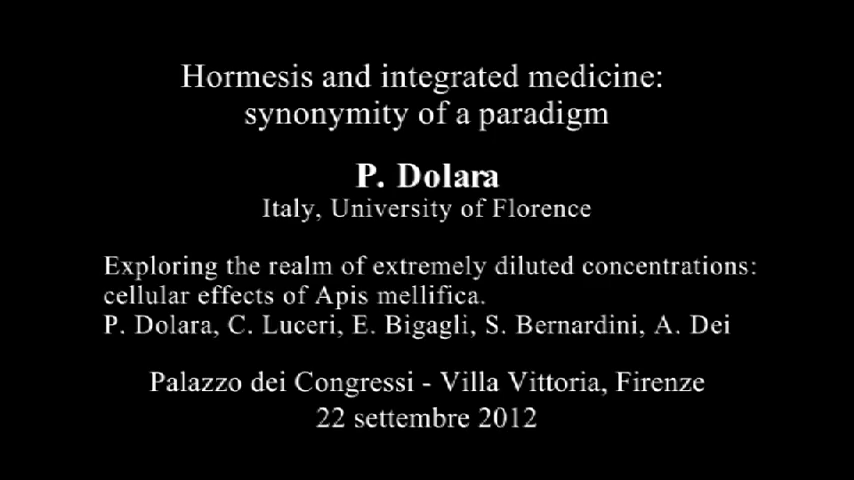 Hormesis and integrated medicine:
synonymity of a paradigm
P. Dolara
Italy, University of Florence
Exploring the realm of extremely diluted concentrations:
cellular effects of Apis mellifica.
P. Dolara, C. Luceri, E. Bigagli, S. Bernardini, A. Dei
Palazzo dei Congressi - Villa Vittoria, Firenze
22 settembre 2012